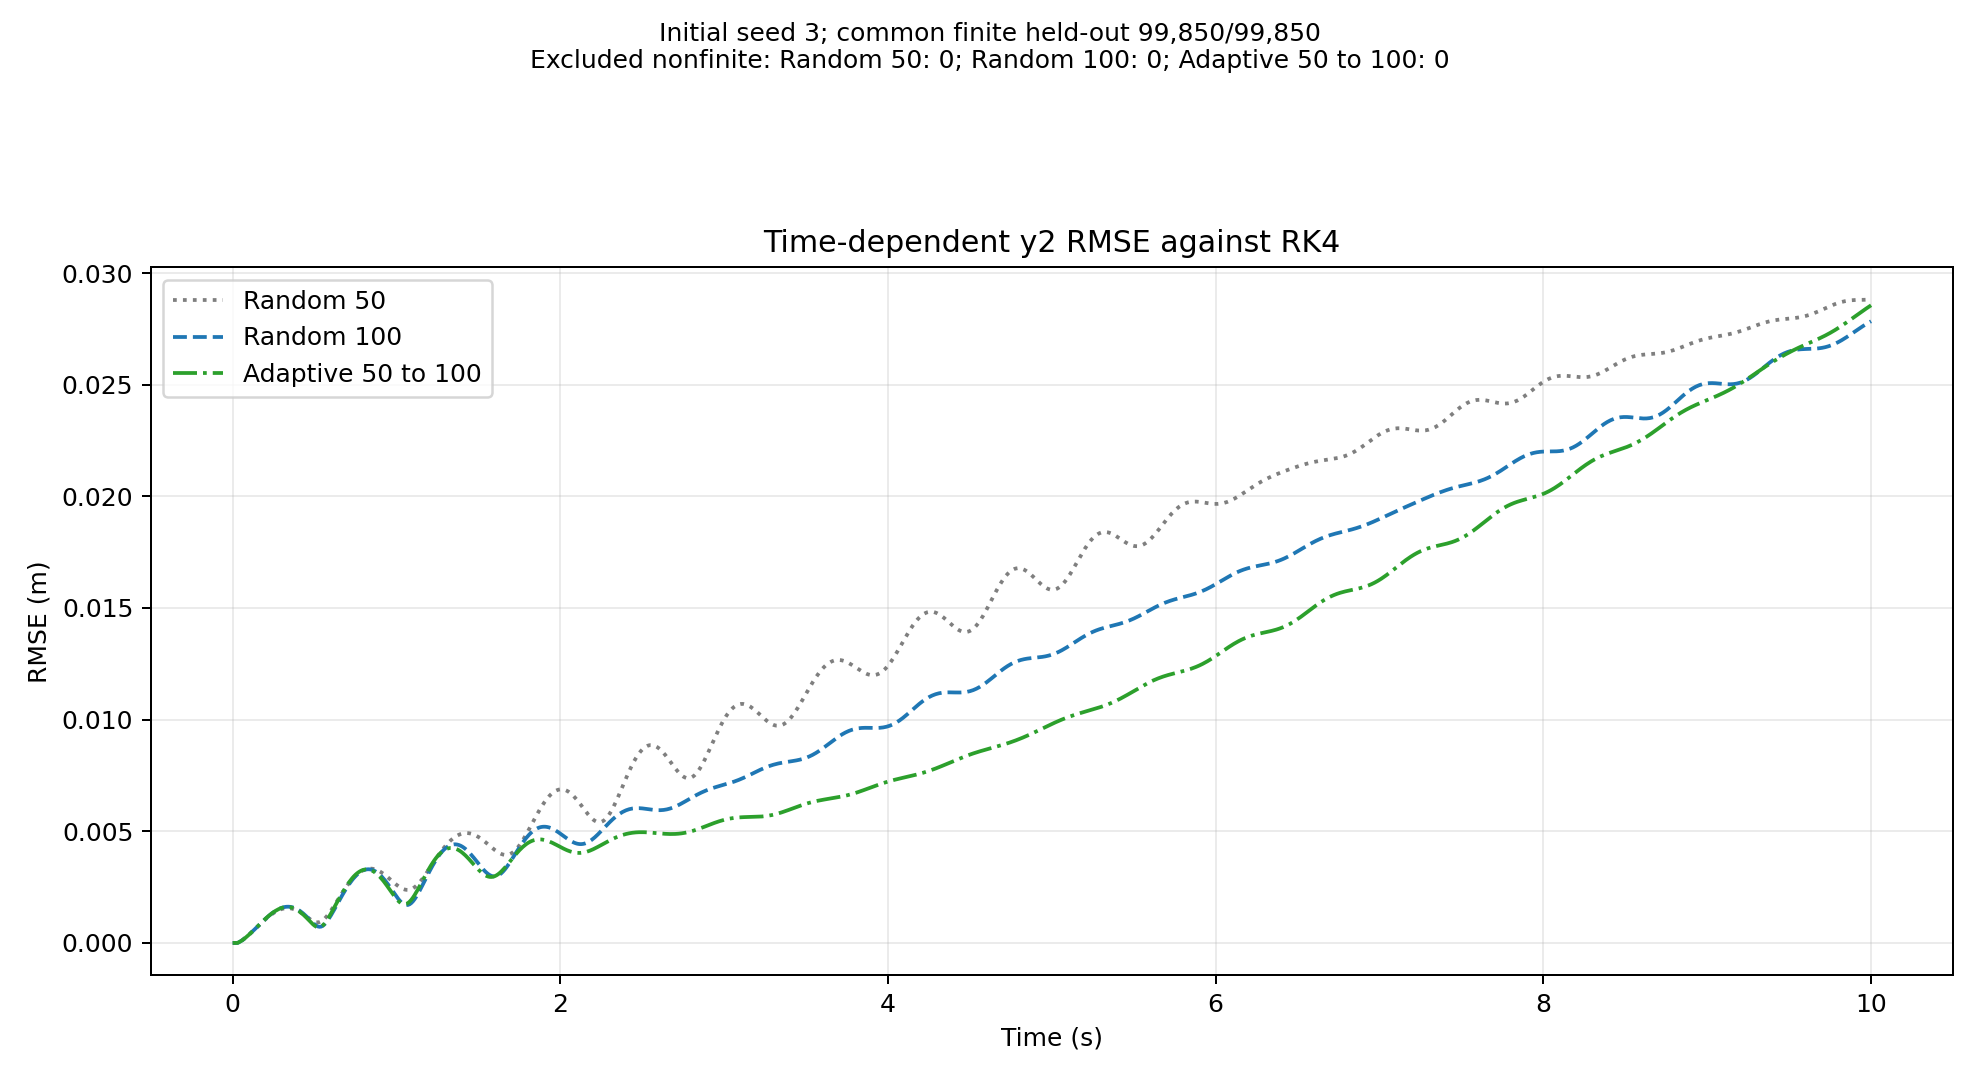 Initial seed 3; common finite held-out 99,850/99,850
Excluded nonfinite: Random 50: 0; Random 100: 0; Adaptive 50 to 100: 0
Time-dependent y2 RMSE against RK4
Random 50
Random 100
Adaptive 50 to 100
RMSE (m)
0.030
0.025
0.020
0.015
0.010
0.005
0.000
0 2 4 6 8 10
Time (s)